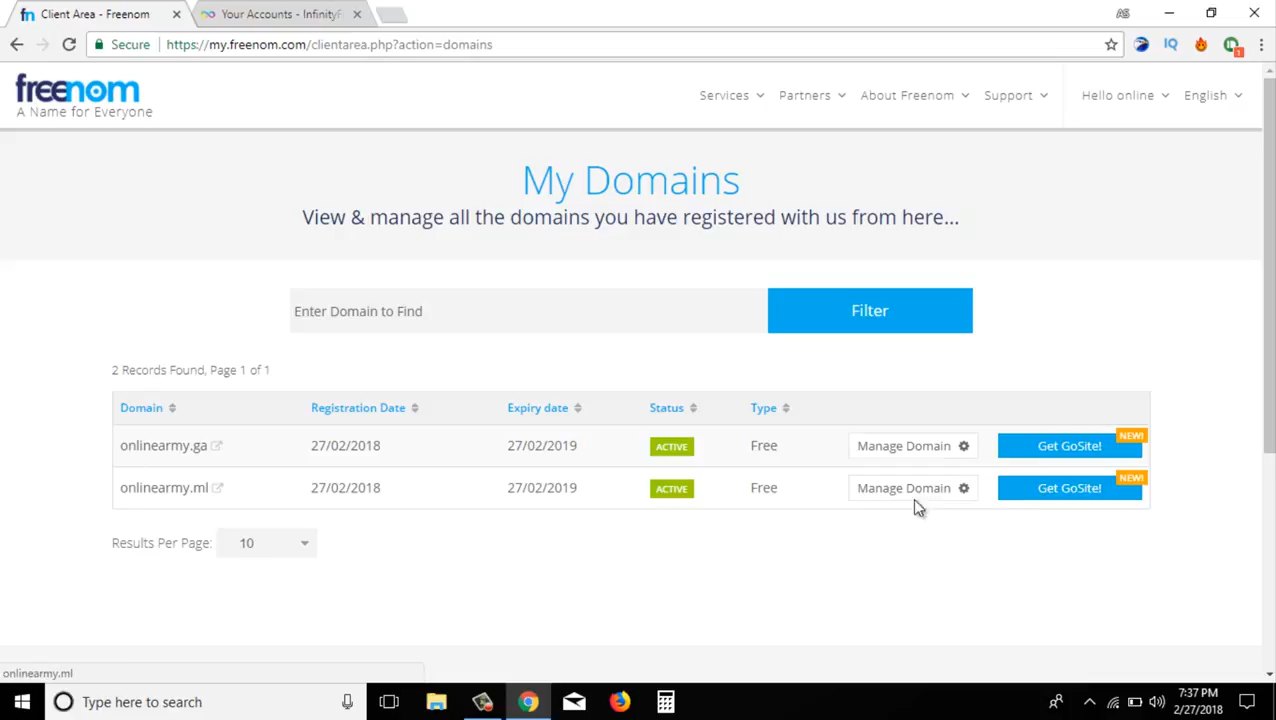 Client Area - Freenom
Your Accounts - InfinityF
AS
Secure
https://my.freenom.com/clientarea.php?action=domains
IQ
1
freenom
A Name for Everyone
Services
Partners
About Freenom
Support
Hello online
English
My Domains
View & manage all the domains you have registered with us from here...
Enter Domain to Find
Filter
2 Records Found, Page 1 of 1
Domain Registration Date Expiry date Status Type
NEW!
onlinearmy.ga 27/02/2018 27/02/2019 ACTIVE Free Manage Domain Get GoSite!
NEW!
onlinearmy.ml 27/02/2018 27/02/2019 ACTIVE Free Manage Domain Get GoSite!
Results Per Page: 10
onlinearmy.ml
Type here to search
7:37 PM
2/27/2018